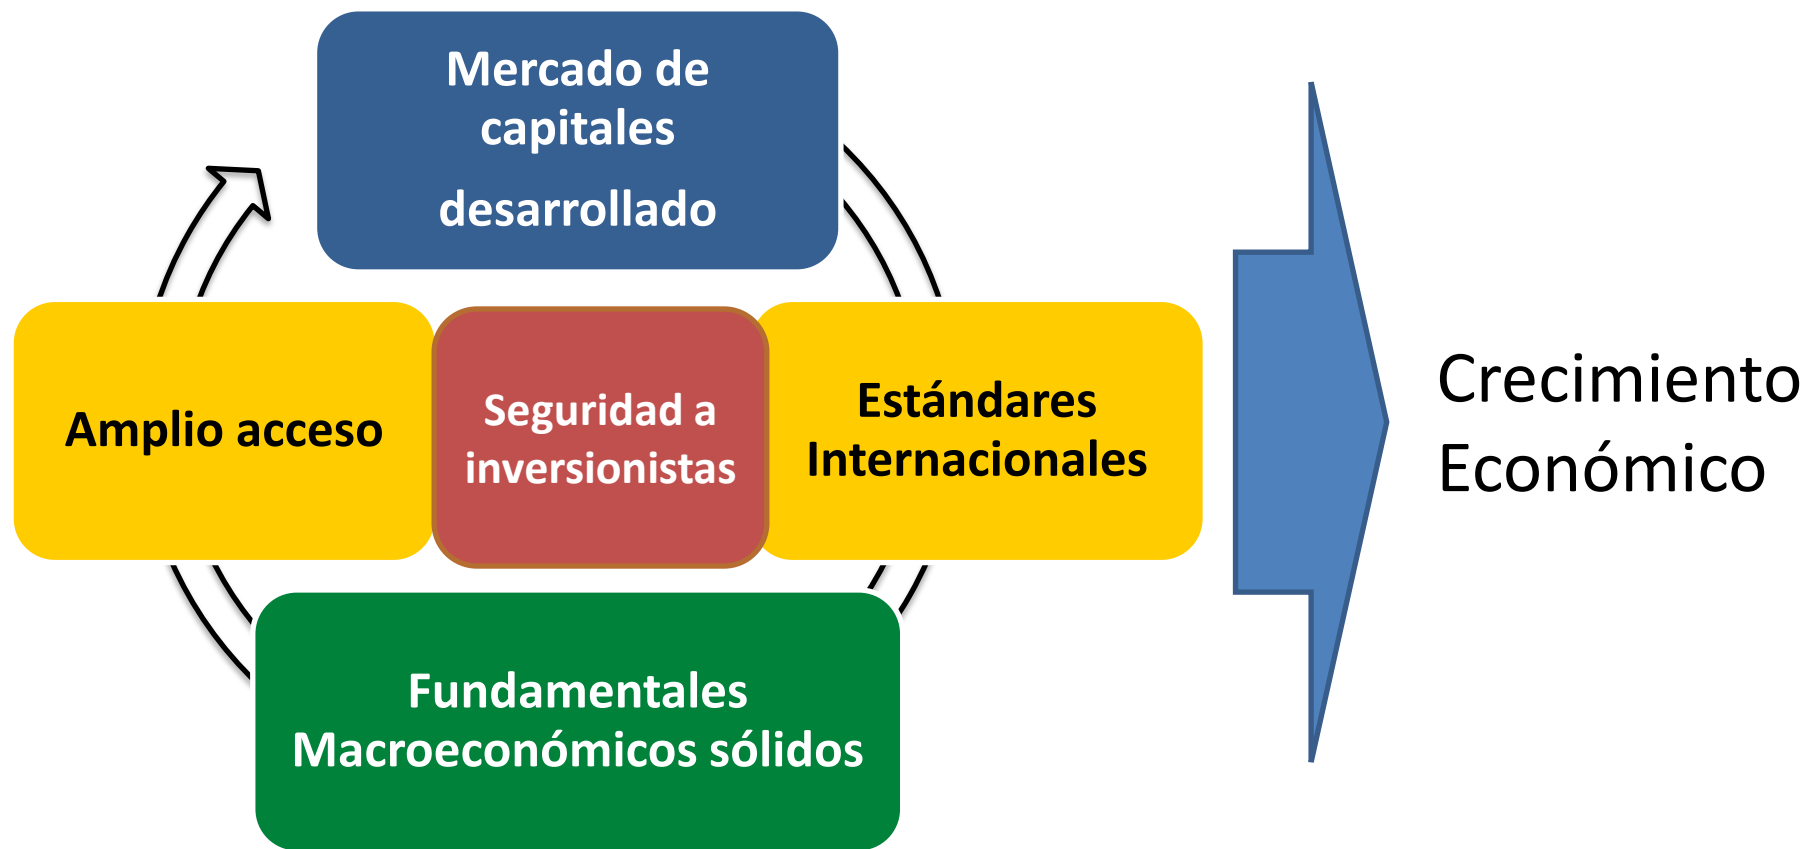 Mercado de
capitales
desarrollado
Amplio acceso
Seguridad a
inversionistas
Estándares
Internacionales
Fundamentales
Macroeconómicos sólidos
Crecimiento
Económico